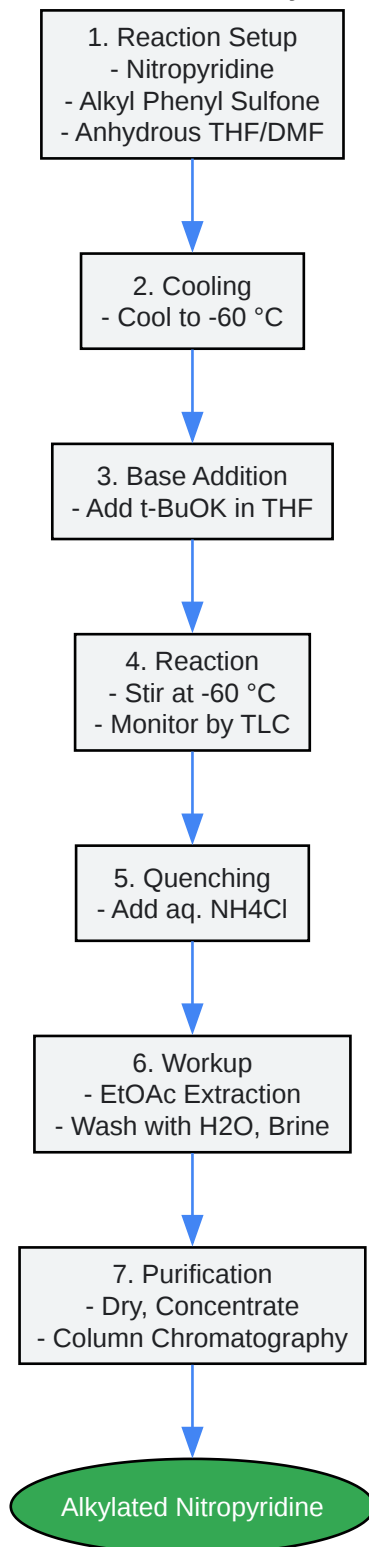 1. Reaction Setup
- Nitropyridine
- Alkyl Phenyl Sulfone
- Anhydrous THF/DMF
2. Cooling
- Cool to -60 °C
3. Base Addition
- Add t-BuOK in THF
4. Reaction
- Stir at -60 °C
- Monitor by TLC
5. Quenching
- Add aq. NH4Cl
6. Workup
- EtOAc Extraction
- Wash with H2O, Brine
7. Purification
- Dry, Concentrate
- Column Chromatography
Alkylated Nitropyridine